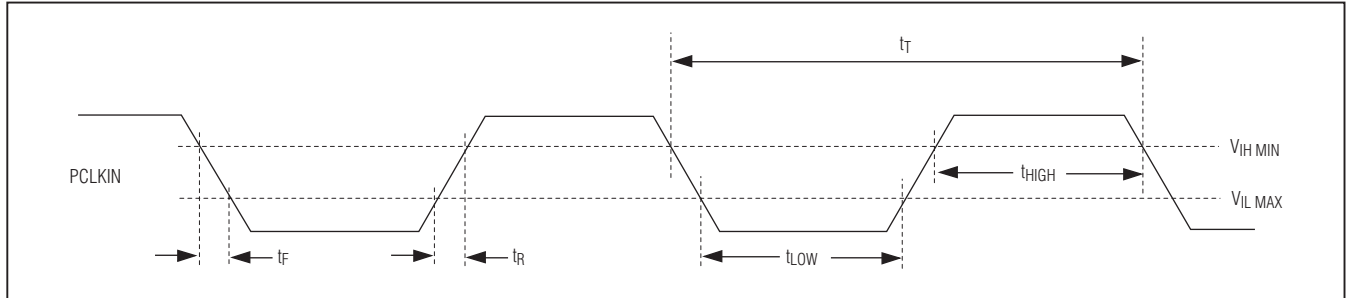 tT
VIH MIN
tHIGH
PCLKIN
VIL MAX
tF
tR
tLOW